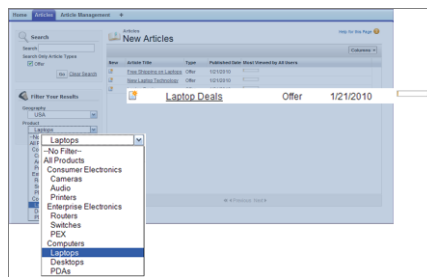 Home Articles Article Management
Search
Articles
New Articles
Help for this Page
Search
Search Only Article Types
Offer
Go Clear Search
Columns
New Article Title Type Published Date Most Viewed by All Users
Free Shipping on Laptops Offer 1/21/2010
New Laptop Technology Offer 1/21/2010
Laptop Deals Offer 1/21/2010
Filter Your Results
Geography
USA
Product
Laptops
Laptops
--No Filter--
All Products
Consumer Electronics
Cameras
Audio
Printers
Enterprise Electronics
Routers
Switches
PEX
Computers
Laptops
Desktops
PDAs